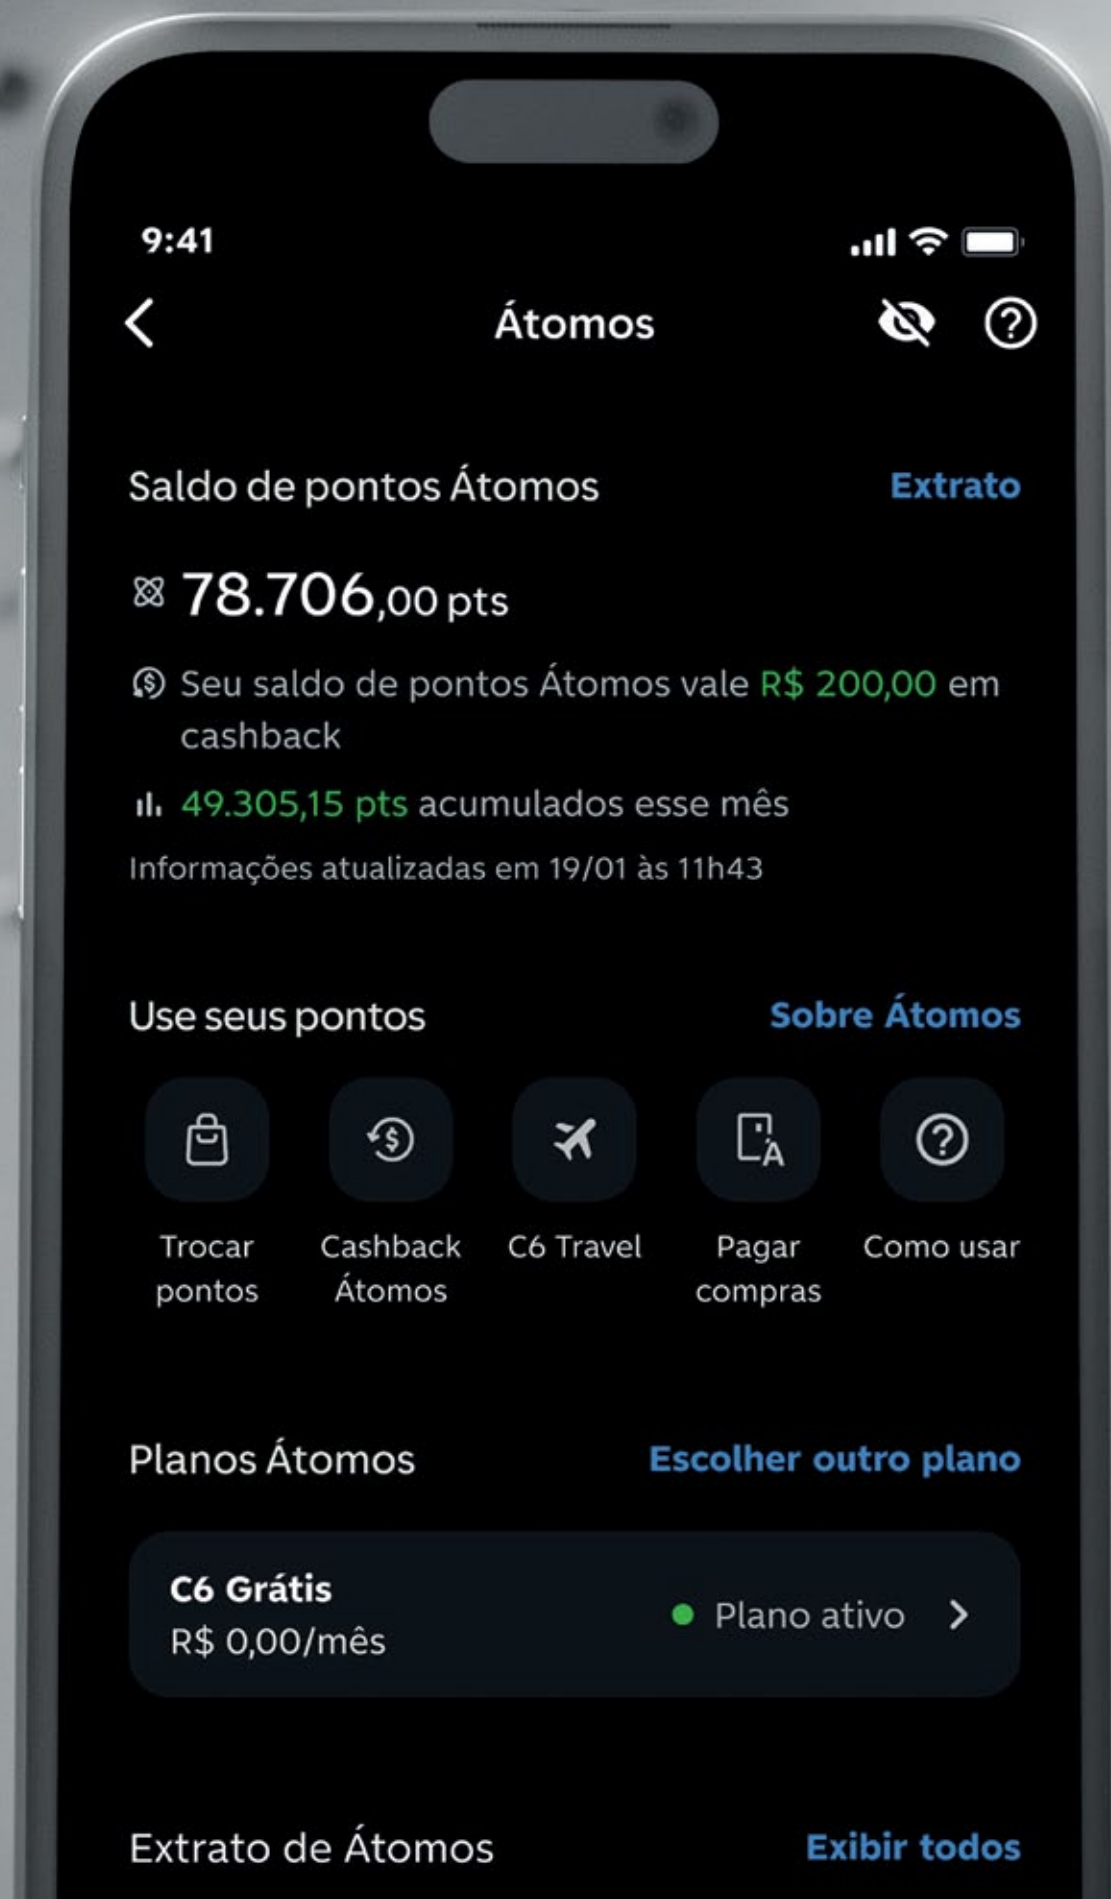 9:41
Átomos
Saldo de pontos Átomos Extrato
78.706,00 pts
Seu saldo de pontos Átomos vale R$ 200,00 em
cashback
49.305,15 pts acumulados esse mês
Informações atualizadas em 19/01 às 11h43
Use seus pontos Sobre Átomos
Trocar
pontos
Cashback
Átomos
C6 Travel
Pagar
compras
Como usar
Planos Átomos Escolher outro plano
C6 Grátis
R$ 0,00/mês
Plano ativo
Extrato de Átomos Exibir todos